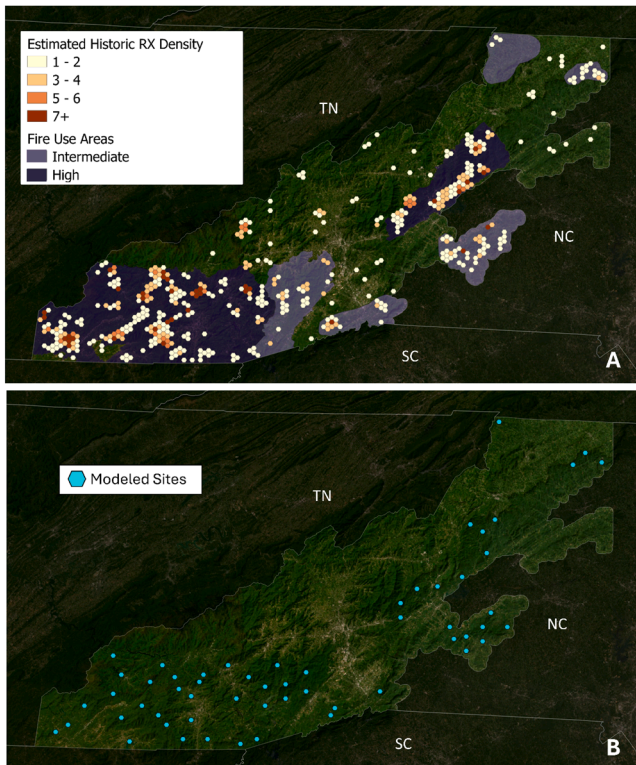 Estimated Historic RX Density
1 - 2
3 - 4
5 - 6
7+
Fire Use Areas
Intermediate
High
TN
NC
SC
A
Modeled Sites
TN
NC
SC
B